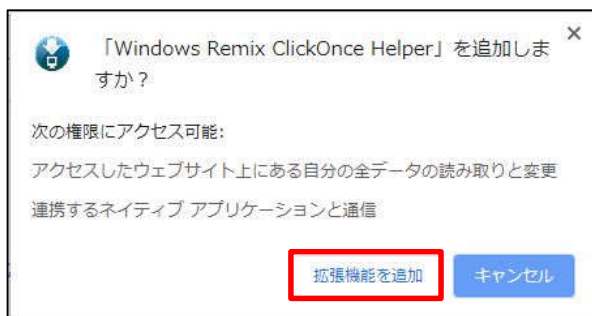 「Windows Remix ClickOnce Helper」を追加しま
すか？
次の権限にアクセス可能:
アクセスしたウェブサイト上にある自分の全データの読み取りと変更
連携するネイティブ アプリケーションと通信
拡張機能を追加 キャンセル